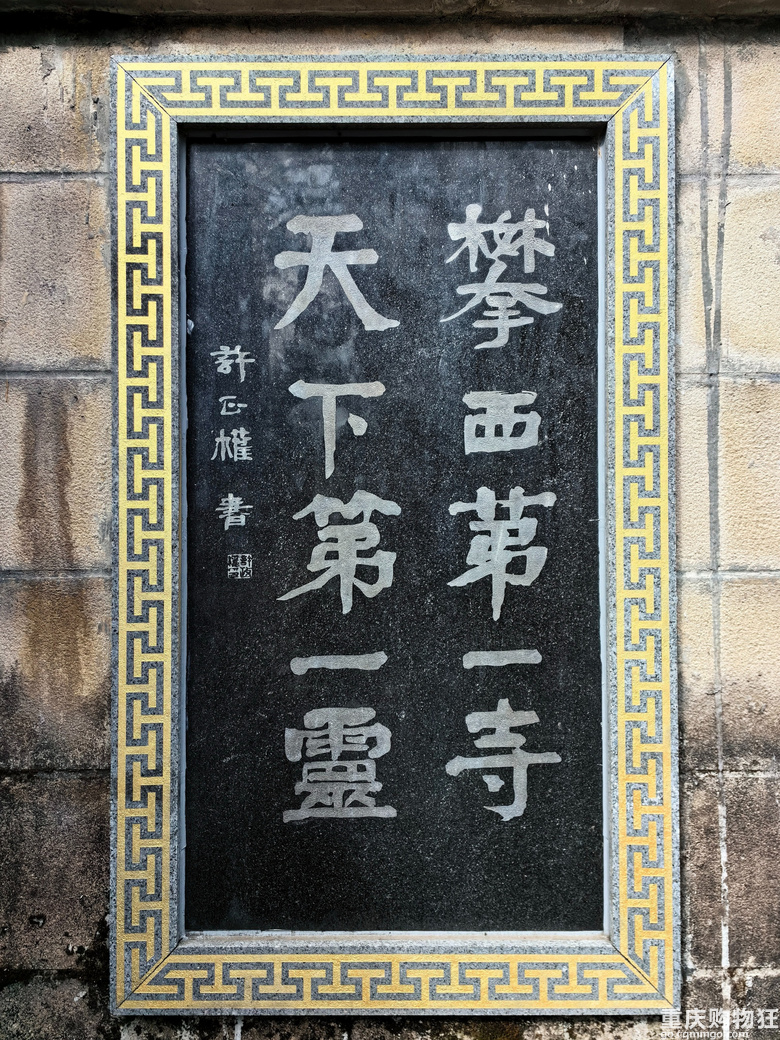 攀西第一寺
天下第一靈
許正權 書
重庆购物狂